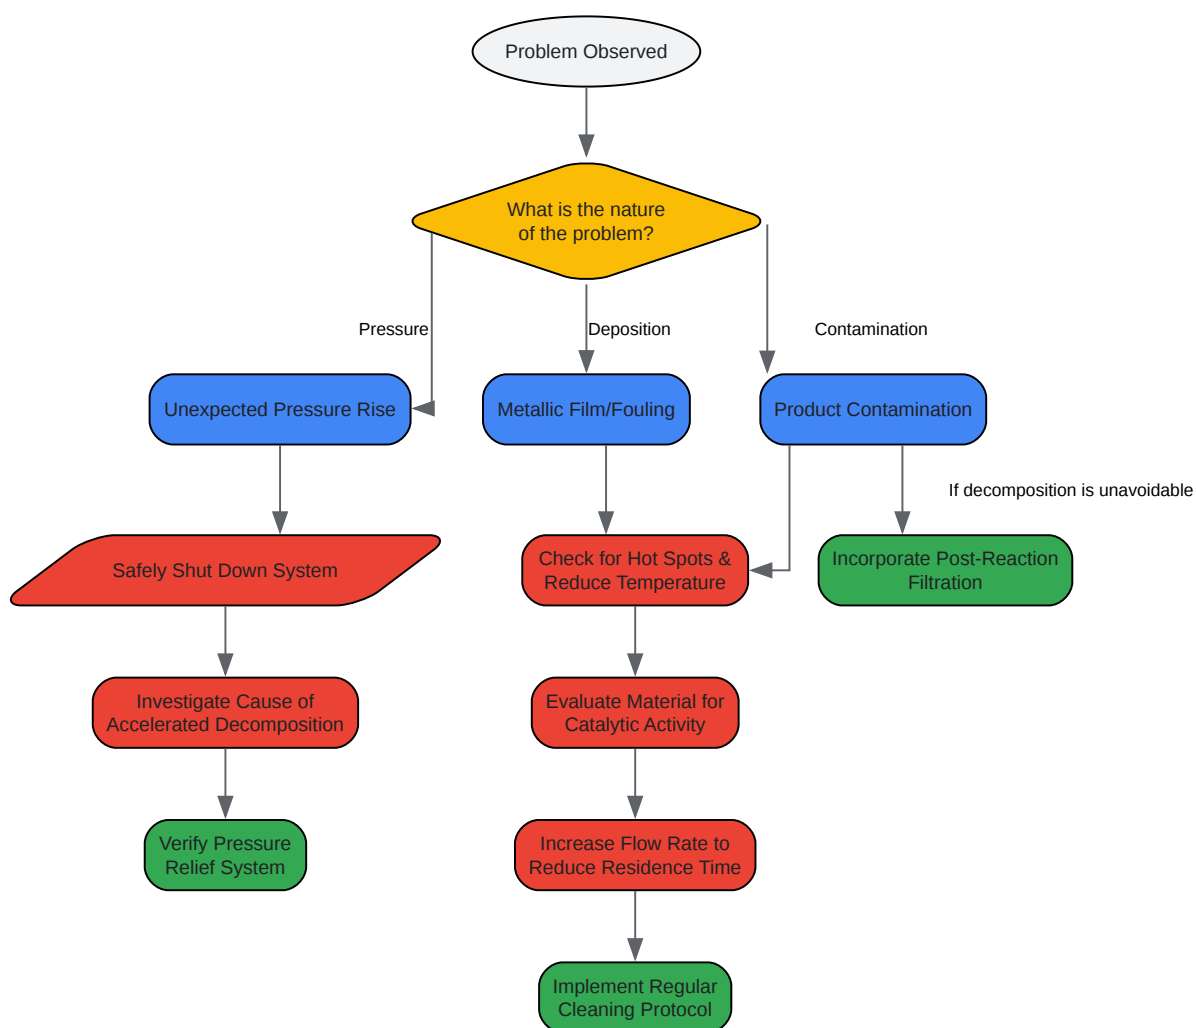 Problem Observed
What is the nature
of the problem?
Pressure
Deposition
Contamination
Unexpected Pressure Rise
Metallic Film/Fouling
Product Contamination
If decomposition is unavoidable
Safely Shut Down System
Check for Hot Spots &
Reduce Temperature
Incorporate Post-Reaction
Filtration
Investigate Cause of
Accelerated Decomposition
Evaluate Material for
Catalytic Activity
Verify Pressure
Relief System
Increase Flow Rate to
Reduce Residence Time
Implement Regular
Cleaning Protocol